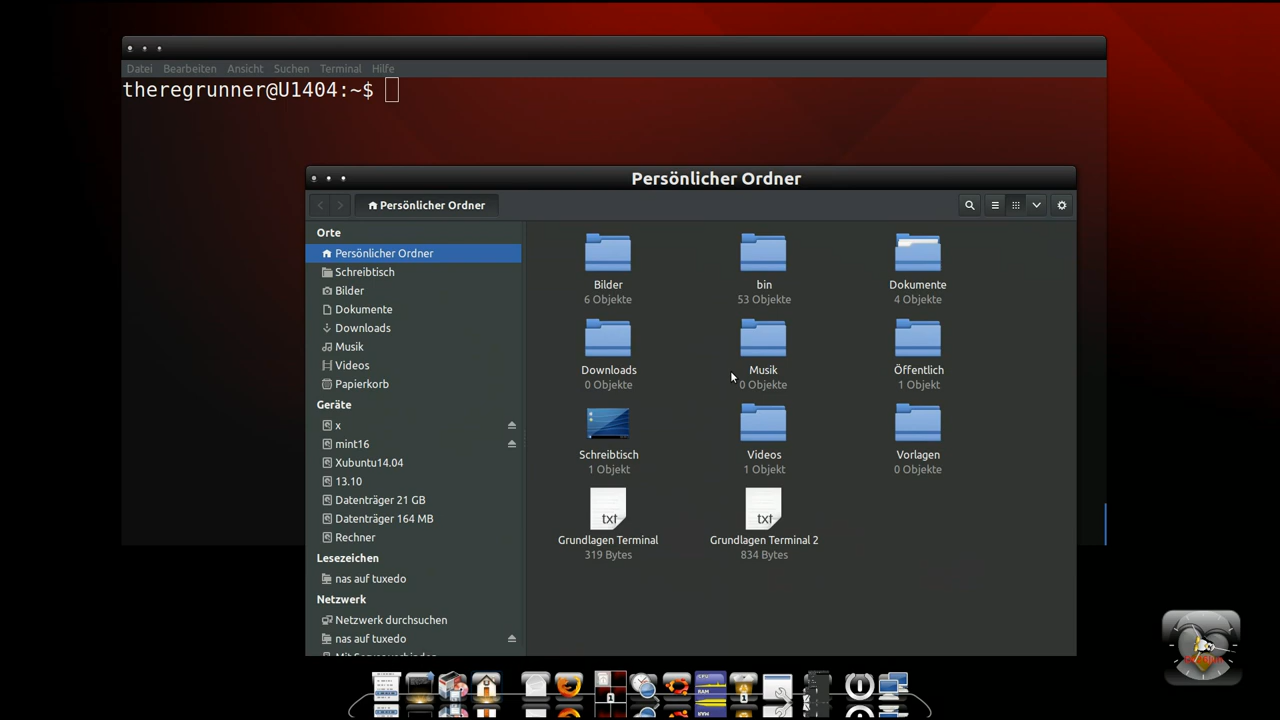 Datei Bearbeiten Ansicht Suchen Terminal Hilfe
theregrunner@U1404:~$
Persönlicher Ordner
Persönlicher Ordner
Orte
Persönlicher Ordner
Schreibtisch
Bilder
Dokumente
Downloads
Musik
Videos
Papierkorb
Geräte
x
mint16
Xubuntu14.04
13.10
Datenträger 21 GB
Datenträger 164 MB
Rechner
Lesezeichen
nas auf tuxedo
Netzwerk
Netzwerk durchsuchen
nas auf tuxedo
Mit Server verbinden
Bilder bin Dokumente
6 Objekte 53 Objekte 4 Objekte
Downloads Musik Öffentlich
0 Objekte 0 Objekte 1 Objekt
Schreibtisch Videos Vorlagen
1 Objekt 1 Objekt 0 Objekte
txt txt
Grundlagen Terminal Grundlagen Terminal 2
319 Bytes 834 Bytes